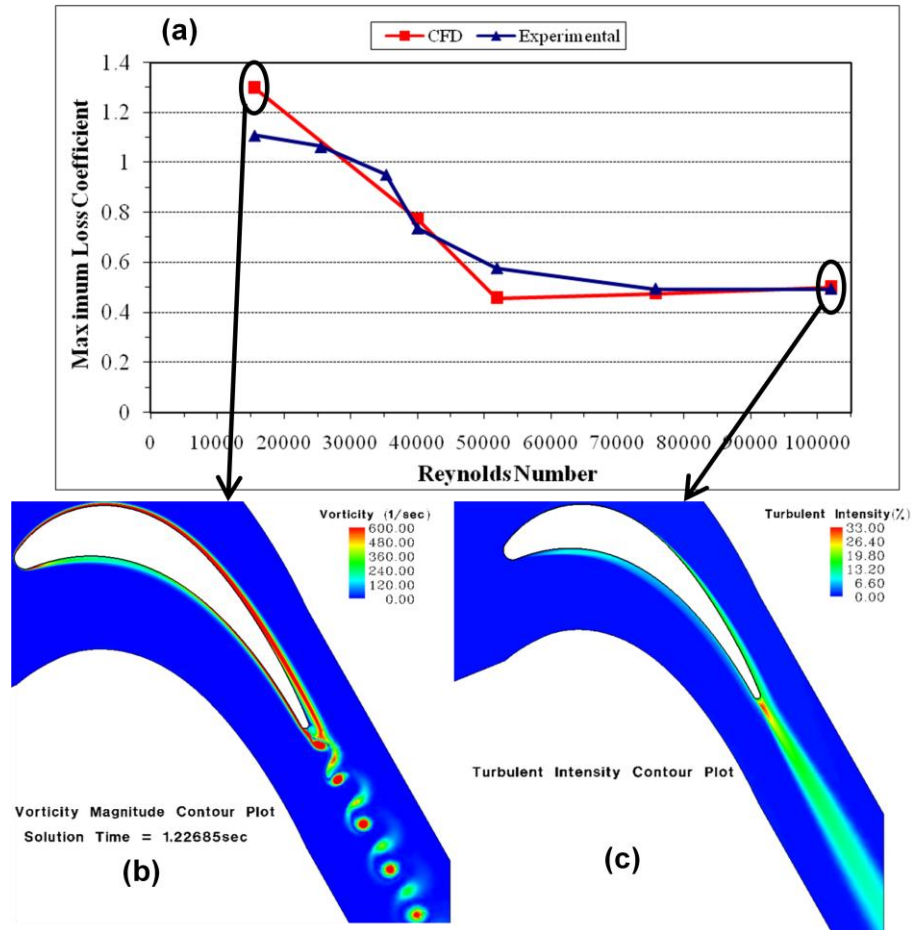 (a)
CFD Experimental
Maximum Loss Coefficient
1.4
1.2
1
0.8
0.6
0.4
0.2
0
0 10000 20000 30000 40000 50000 60000 70000 80000 90000 100000
Reynolds Number
Vorticity (1/sec)
600.00
480.00
360.00
240.00
120.00
0.00
Vorticity Magnitude Contour Plot
Solution Time = 1.22685sec
(b)
Turbulent Intensity(%)
33.00
26.40
19.80
13.20
6.60
0.00
Turbulent Intensity Contour Plot
(c)